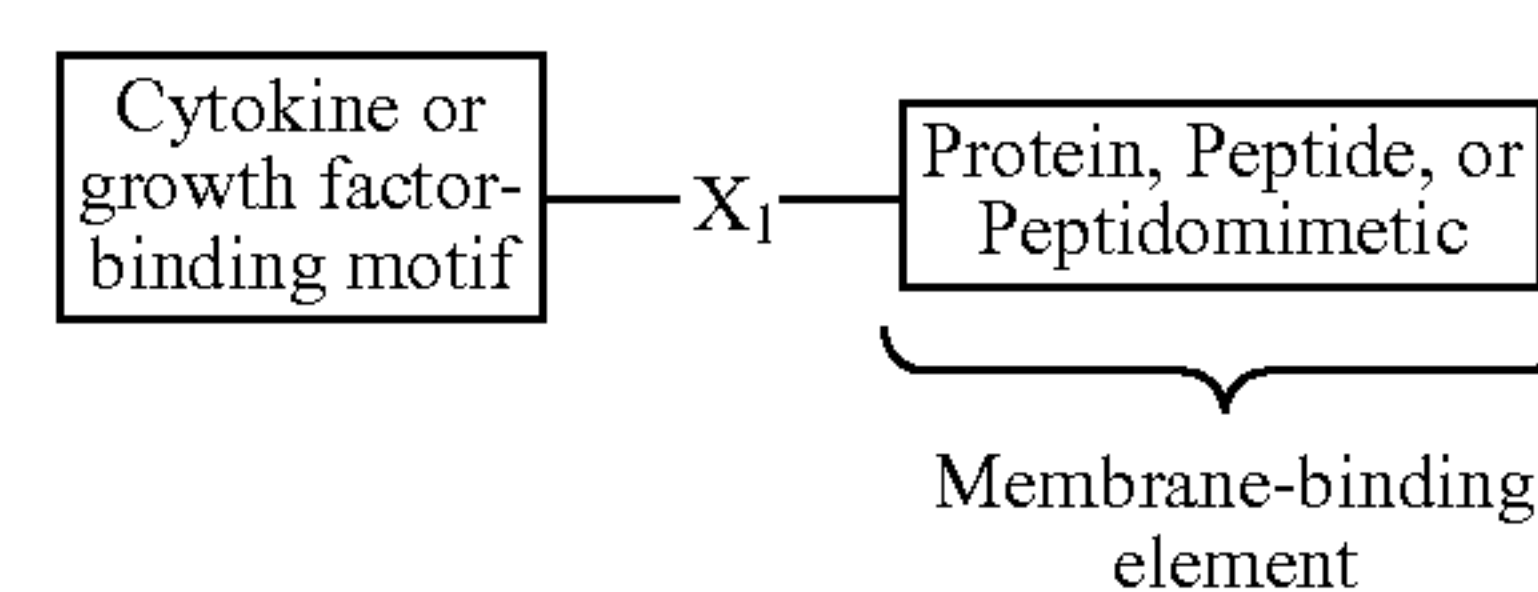 Cytokine or
growth factor-
binding motif
X₁
Protein, Peptide, or
Peptidomimetic
Membrane-binding
element